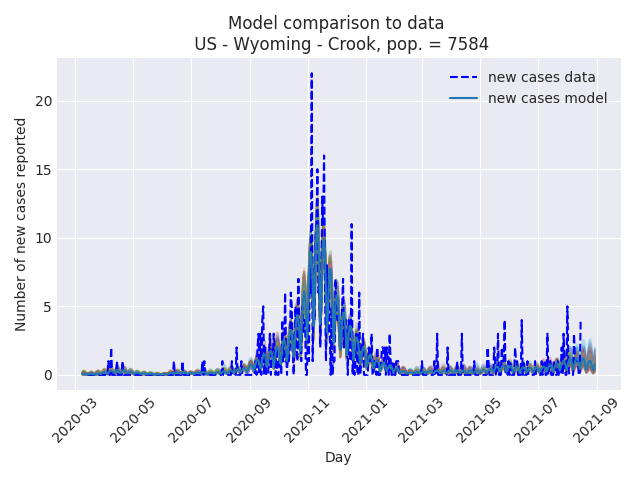 Model comparison to data
US - Wyoming - Crook, pop. = 7584
new cases data
new cases model
Number of new cases reported
20
15
10
5
0
2020-03
2020-05
2020-07
2020-09
2020-11
2021-01
2021-03
2021-05
2021-07
2021-09
Day